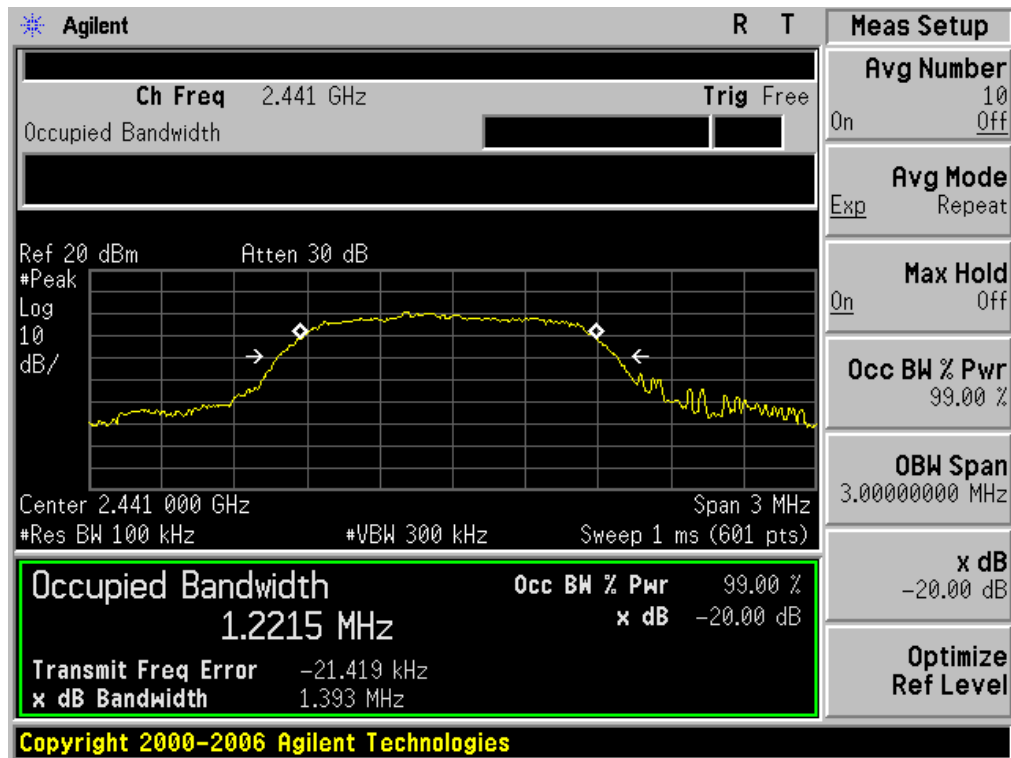 Agilent R T
Ch Freq 2.441 GHz Trig Free
Occupied Bandwidth
Ref 20 dBm Atten 30 dB
#Peak
Log
10
dB/
Center 2.441 000 GHz Span 3 MHz
#Res BW 100 kHz #VBW 300 kHz Sweep 1 ms (601 pts)
Occupied Bandwidth Occ BW % Pwr 99.00 %
1.2215 MHz x dB -20.00 dB
Transmit Freq Error -21.419 kHz
x dB Bandwidth 1.393 MHz
Copyright 2000-2006 Agilent Technologies
Meas Setup
Avg Number
10
On Off
Avg Mode
Exp Repeat
Max Hold
On Off
Occ BW % Pwr
99.00 %
OBW Span
3.00000000 MHz
x dB
-20.00 dB
Optimize
Ref Level